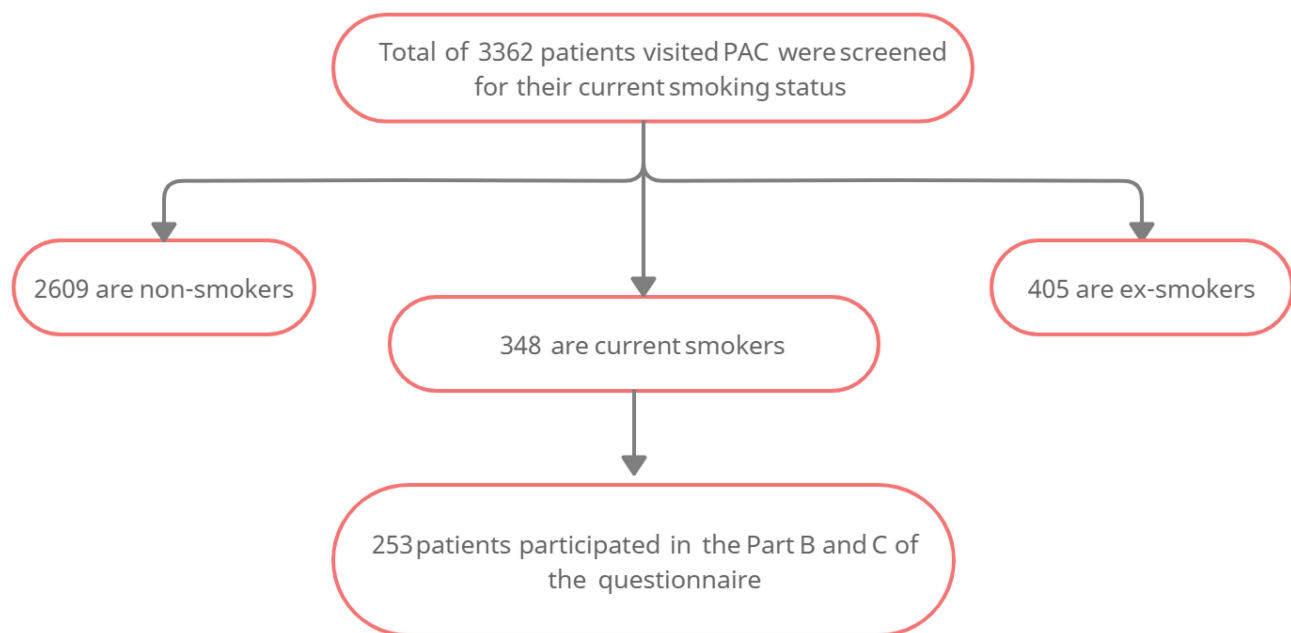 Total of 3362 patients visited PAC were screened
for their current smoking status
2609 are non-smokers
405 are ex-smokers
348 are current smokers
253 patients participated in the Part B and C of
the questionnaire